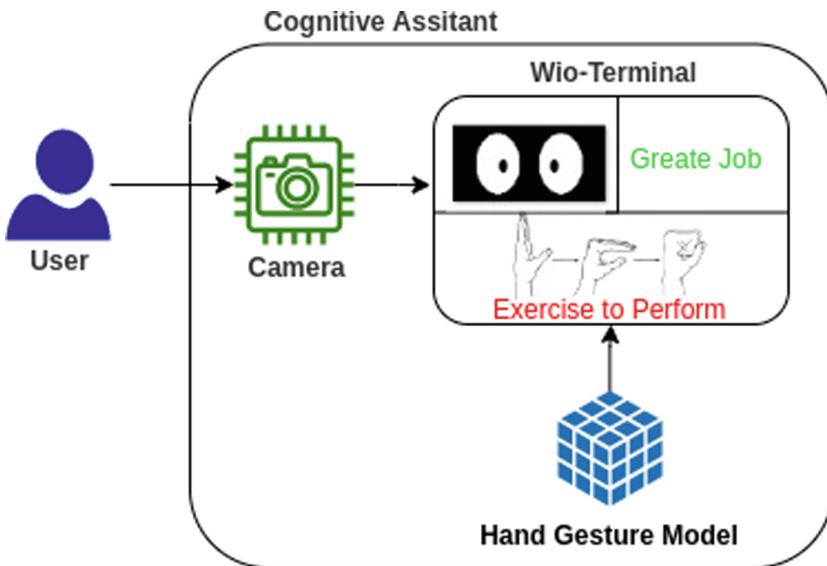 Cognitive Assitant
Wio-Terminal
Greate Job
User
Camera
Exercise to Perform
Hand Gesture Model